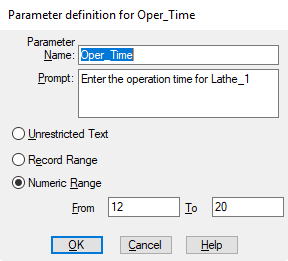 Parameter definition for Oper_Time
Parameter
Name: Oper_Time
Prompt: Enter the operation time for Lathe_1
Unrestricted Text
Record Range
Numeric Range
From 12 To 20
OK Cancel Help